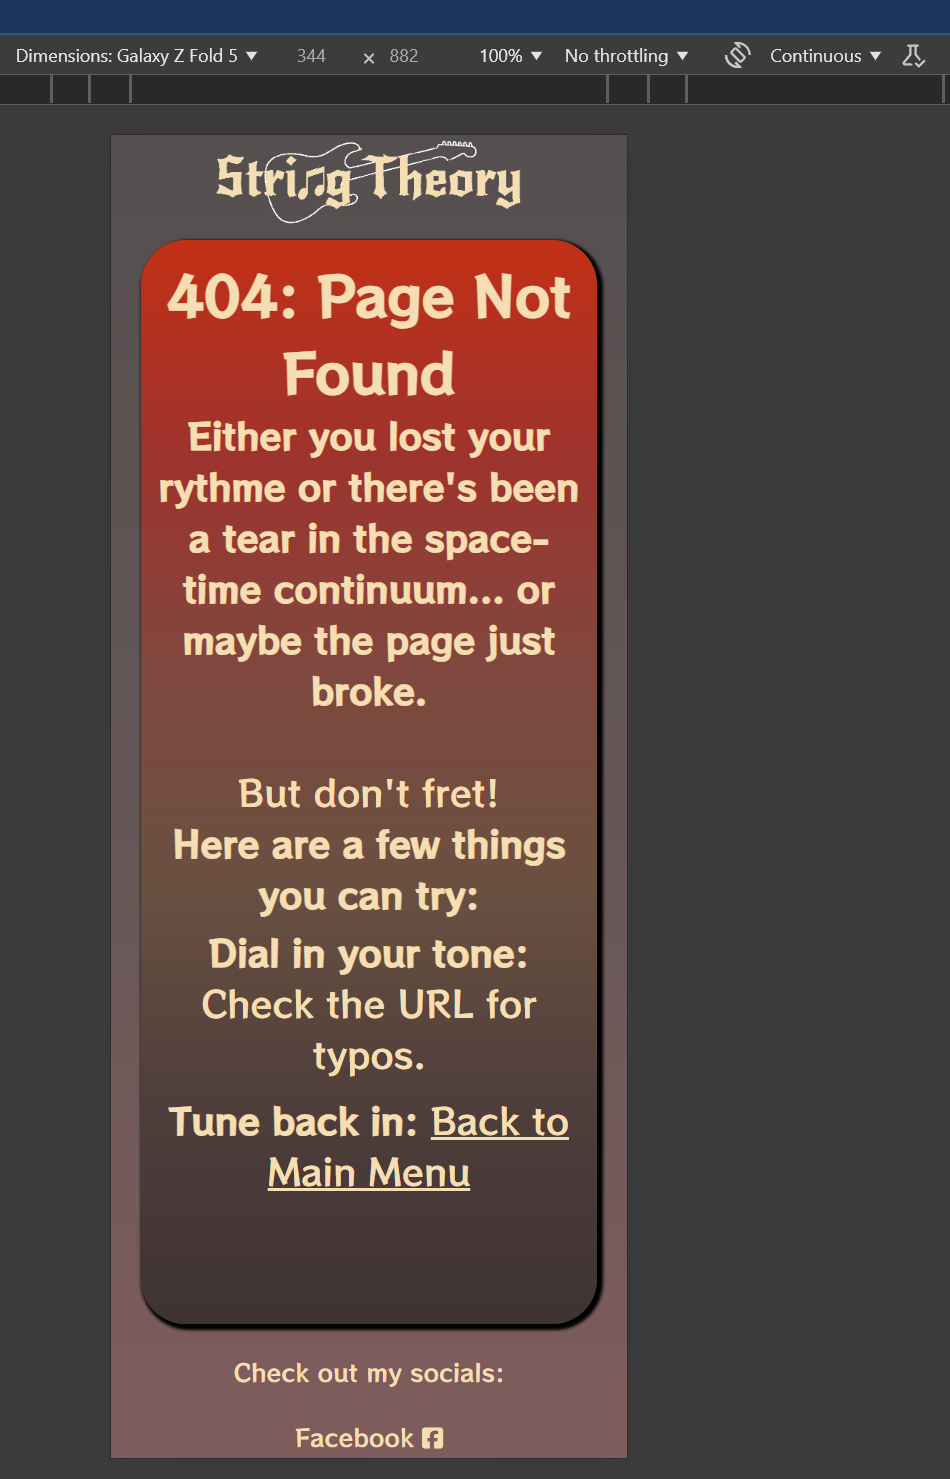 Dimensions: Galaxy Z Fold 5 ▼ 344 × 882 100% ▼ No throttling ▼ Continuous ▼
String Theory
404: Page Not
Found
Either you lost your
rythme or there's been
a tear in the space-
time continuum... or
maybe the page just
broke.
But don't fret!
Here are a few things
you can try:
Dial in your tone:
Check the URL for
typos.
Tune back in: Back to
Main Menu
Check out my socials:
Facebook